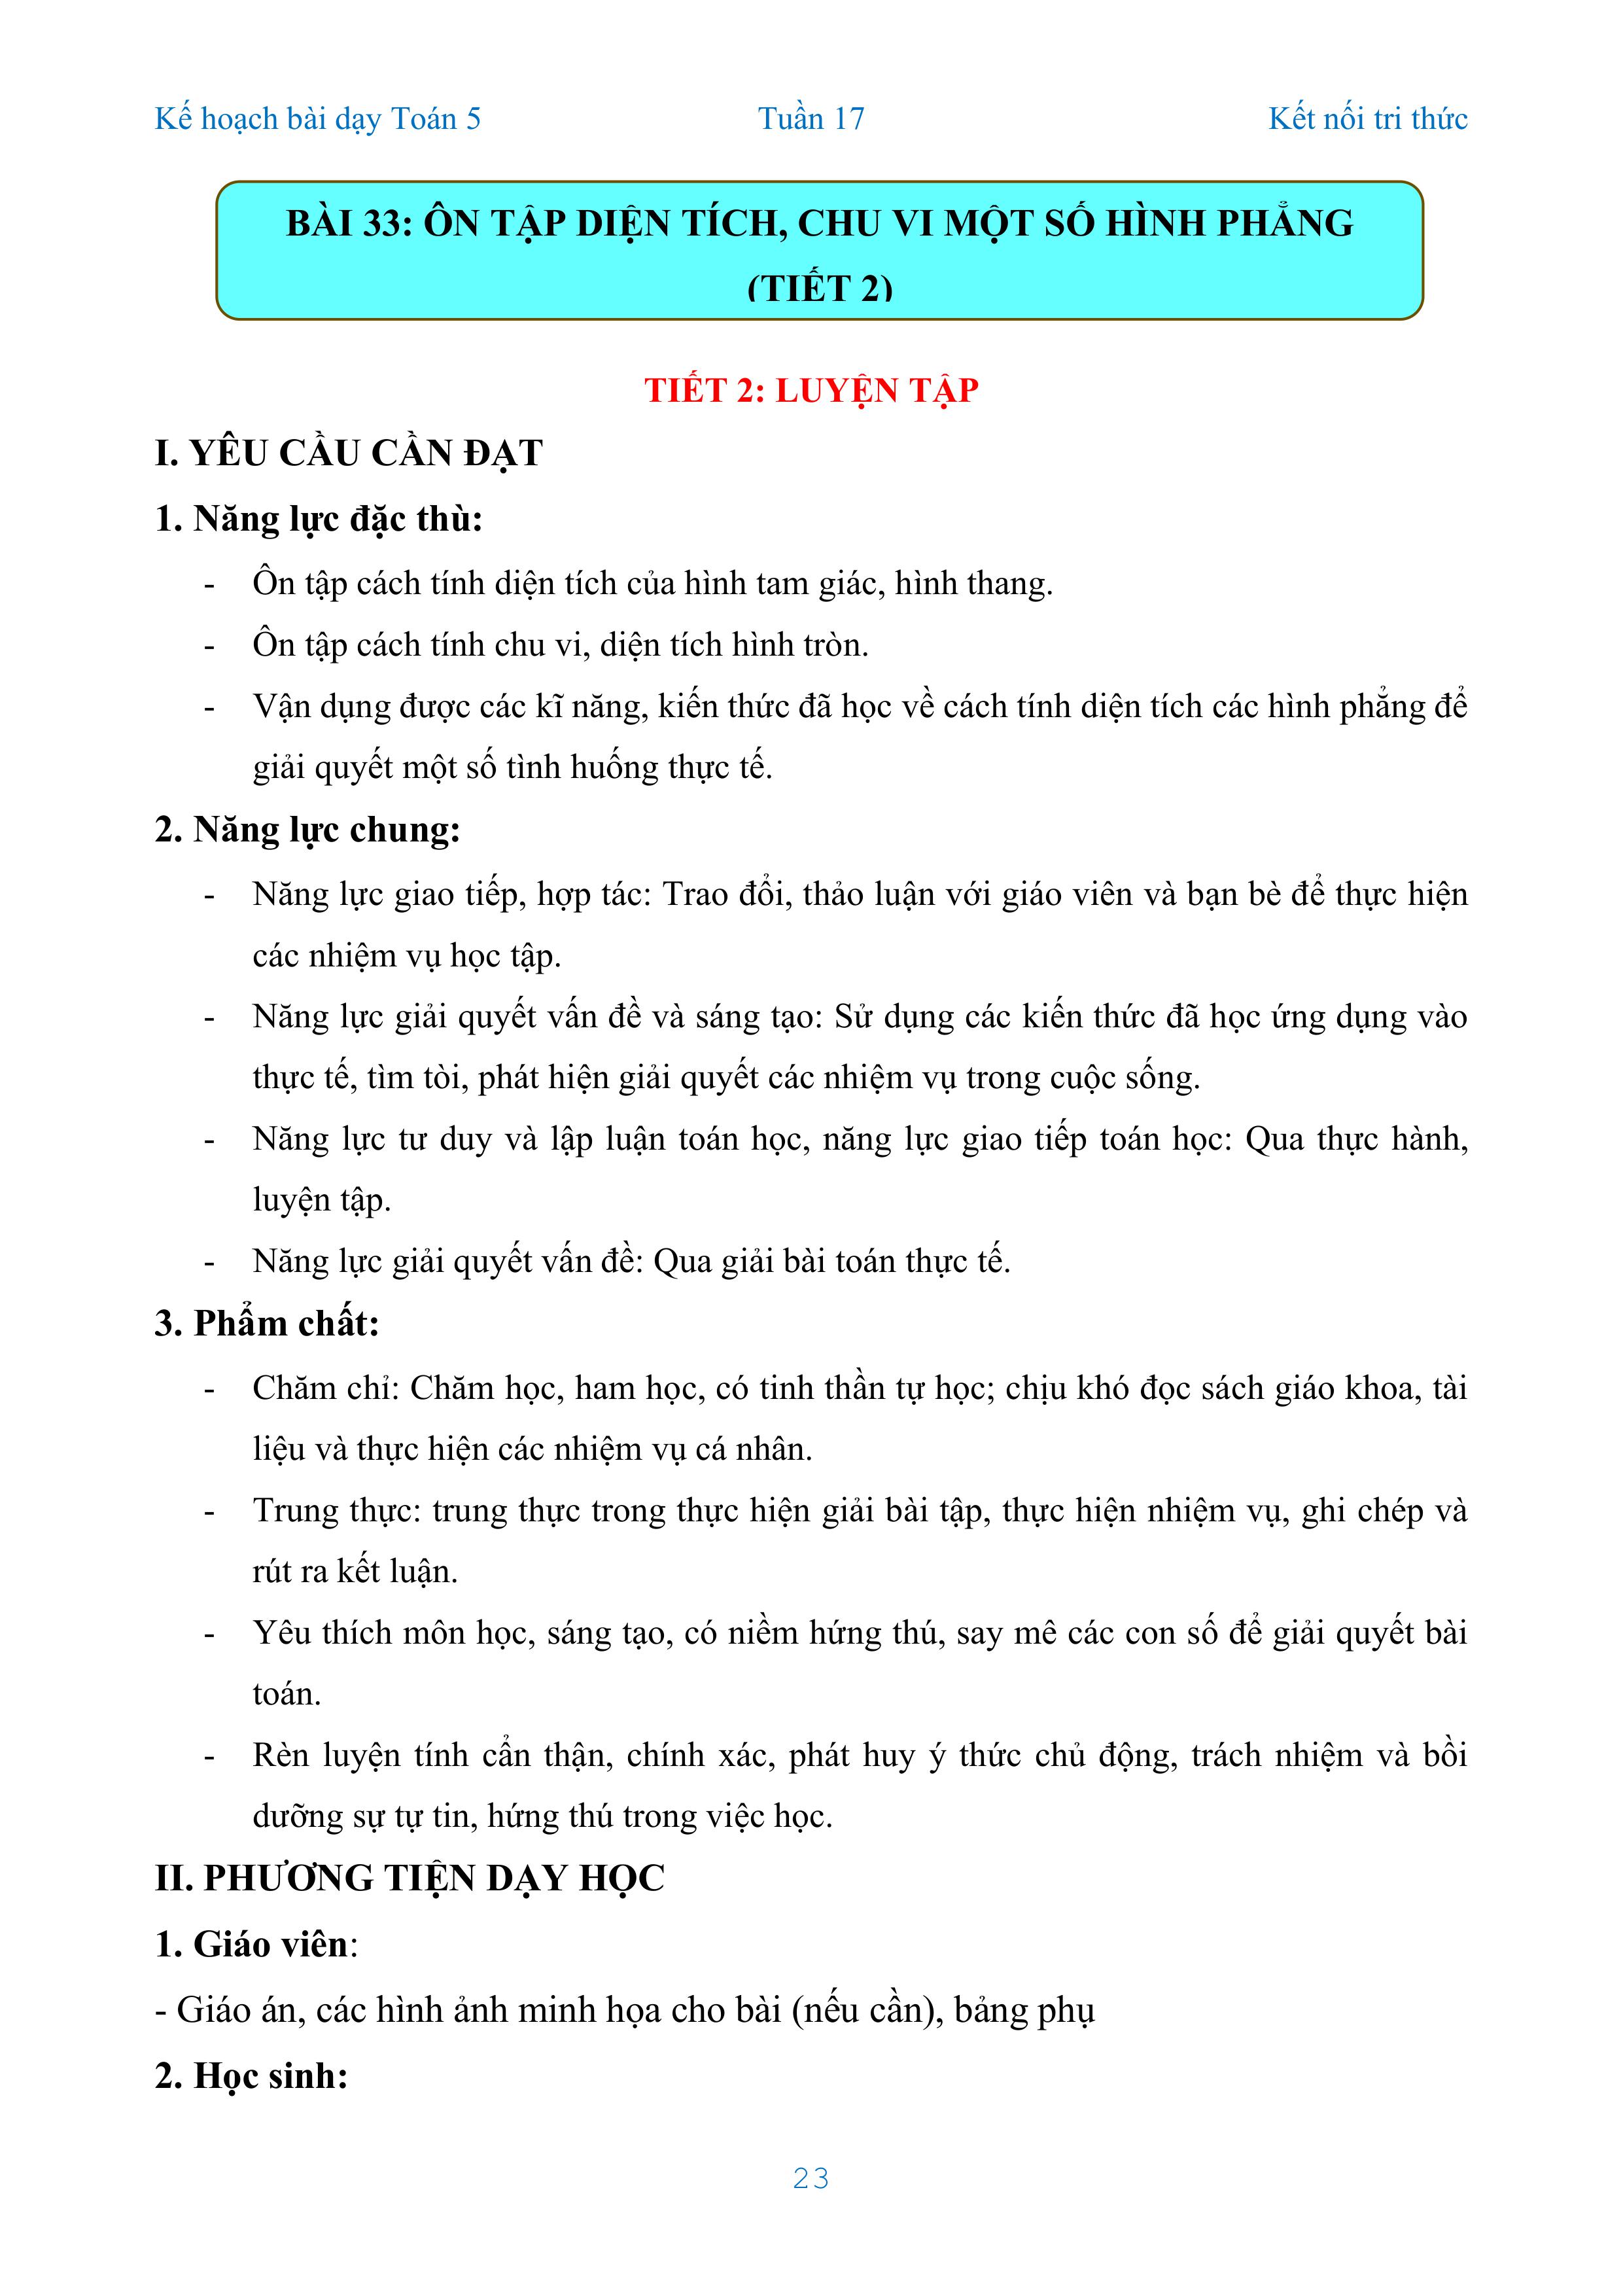 Kế hoạch bài dạy Toán 5 Tuần 17 Kết nối tri thức
BÀI 33: ÔN TẬP DIỆN TÍCH, CHU VI MỘT SỐ HÌNH PHẲNG
(TIẾT 2)
TIẾT 2: LUYỆN TẬP
I. YÊU CẦU CẦN ĐẠT
1. Năng lực đặc thù:
- Ôn tập cách tính diện tích của hình tam giác, hình thang.
- Ôn tập cách tính chu vi, diện tích hình tròn.
- Vận dụng được các kĩ năng, kiến thức đã học về cách tính diện tích các hình phẳng để
giải quyết một số tình huống thực tế.
2. Năng lực chung:
- Năng lực giao tiếp, hợp tác: Trao đổi, thảo luận với giáo viên và bạn bè để thực hiện
các nhiệm vụ học tập.
- Năng lực giải quyết vấn đề và sáng tạo: Sử dụng các kiến thức đã học ứng dụng vào
thực tế, tìm tòi, phát hiện giải quyết các nhiệm vụ trong cuộc sống.
- Năng lực tư duy và lập luận toán học, năng lực giao tiếp toán học: Qua thực hành,
luyện tập.
- Năng lực giải quyết vấn đề: Qua giải bài toán thực tế.
3. Phẩm chất:
- Chăm chỉ: Chăm học, ham học, có tinh thần tự học; chịu khó đọc sách giáo khoa, tài
liệu và thực hiện các nhiệm vụ cá nhân.
- Trung thực: trung thực trong thực hiện giải bài tập, thực hiện nhiệm vụ, ghi chép và
rút ra kết luận.
- Yêu thích môn học, sáng tạo, có niềm hứng thú, say mê các con số để giải quyết bài
toán.
- Rèn luyện tính cẩn thận, chính xác, phát huy ý thức chủ động, trách nhiệm và bồi
dưỡng sự tự tin, hứng thú trong việc học.
II. PHƯƠNG TIỆN DẠY HỌC
1. Giáo viên:
- Giáo án, các hình ảnh minh họa cho bài (nếu cần), bảng phụ
2. Học sinh:
23